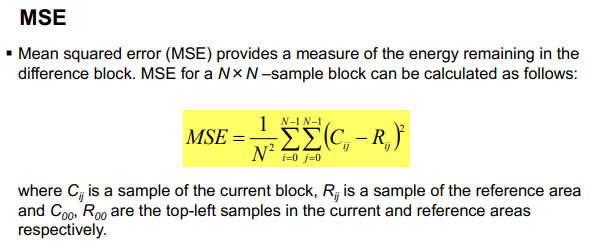 MSE
▪ Mean squared error (MSE) provides a measure of the energy remaining in the
difference block. MSE for a N×N –sample block can be calculated as follows:
MSE = \frac{1}{N^2} \sum_{i=0}^{N-1} \sum_{j=0}^{N-1} (C_{ij} - R_{ij})^2
where C_{ij} is a sample of the current block, R_{ij} is a sample of the reference area
and C_{00}, R_{00} are the top-left samples in the current and reference areas
respectively.